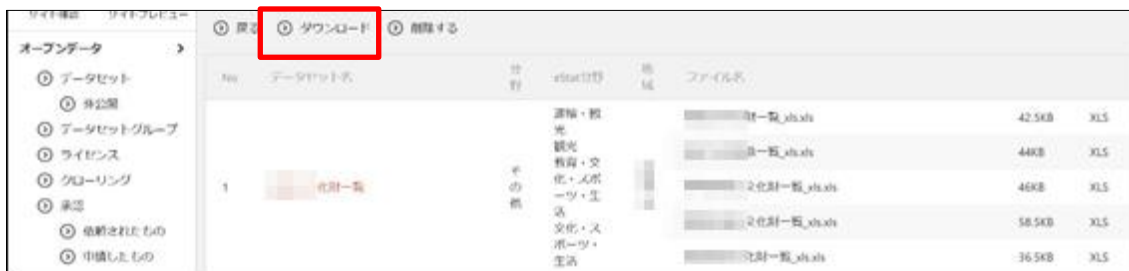 サイト確認 サイトプレビュー
オープンデータ
データセット
非公開
データセットグループ
ライセンス
クローリング
承認
依頼されたもの
申請したもの
戻る ダウンロード 削除する
No データセット名 分野 estat分野 地域 ファイル名
1 化財一覧 その他
運輸・観光
観光
教育・文化・スポーツ・生活
文化・スポーツ・生活
財一覧_xls.xls 42.5KB XLS
一覧_xls.xls 44KB XLS
文化財一覧_xls.xls 46KB XLS
文化財一覧_xls.xls 58.5KB XLS
化財一覧_xls.xls 36.5KB XLS